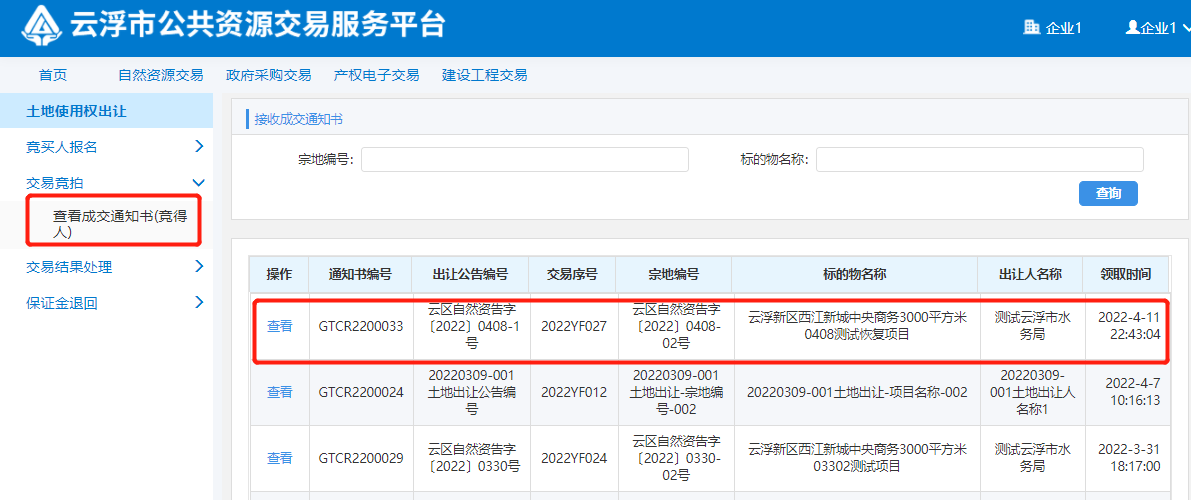 云浮市公共资源交易服务平台
企业1
企业1
首页
自然资源交易
政府采购交易
产权电子交易
建设工程交易
土地使用权出让
竞买人报名
交易竞拍
查看成交通知书(竞得
人)
交易结果处理
保证金退回
接收成交通知书
宗地编号:
标的物名称:
查询
操作 通知书编号 出让公告编号 交易序号 宗地编号 标的物名称 出让人名称 领取时间
查看
GTCR2200033
云区自然资告字
〔2022〕0408-1
号
2022YF027
云区自然资告字
〔2022〕0408-
02号
云浮新区西江新城中央商务3000平方米
0408测试恢复项目
测试云浮市水
务局
2022-4-11
22:43:04
查看
GTCR2200024
20220309-001
土地出让公告编
号
2022YF012
20220309-001
土地出让-宗地编
号-002
20220309-001土地出让-项目名称-002
20220309-
001土地出让人
名称1
2022-4-7
10:16:13
查看
GTCR2200029
云区自然资告字
〔2022〕0330号
2022YF024
云区自然资告字
〔2022〕0330-
02号
云浮新区西江新城中央商务3000平方米
03302测试项目
测试云浮市水
务局
2022-3-31
18:17:00